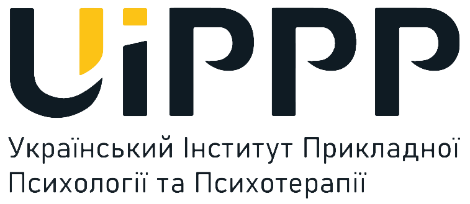 UiPPP
Український Інститут Прикладної
Психології та Психотерапії